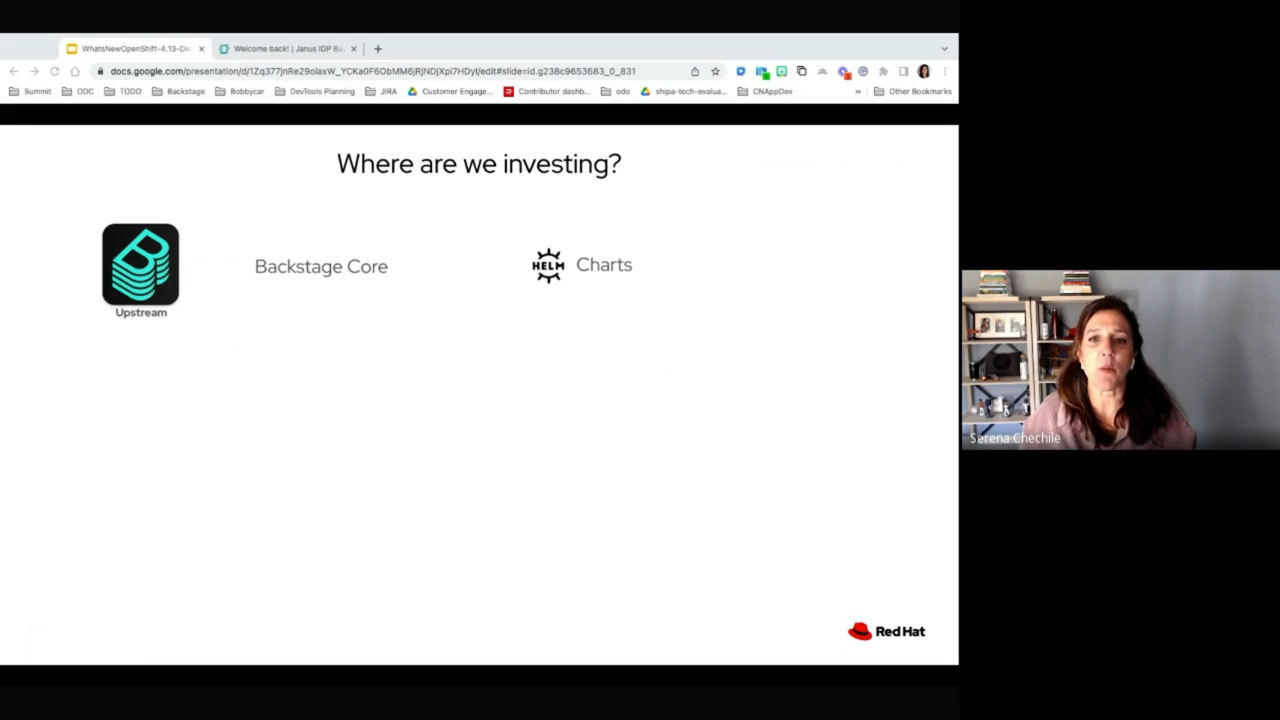 WhatsNewOpenShift-4.13-De
Welcome back! | Janus IDP Ba
docs.google.com/presentation/d/1Zq377jnRe29olaxW_YCKa0F6ObMM6jRjNDjXpi7HDyI/edit#slide=id.g238c9653683_0_831
Summit ODC TODO Backstage Bobbycar DevTools Planning JIRA Customer Engage... Contributor dashb... odo shipa-tech-evalua... CNAppDev » Other Bookmarks
Where are we investing?
Upstream
Backstage Core
HELM Charts
Red Hat
Serena Chechile